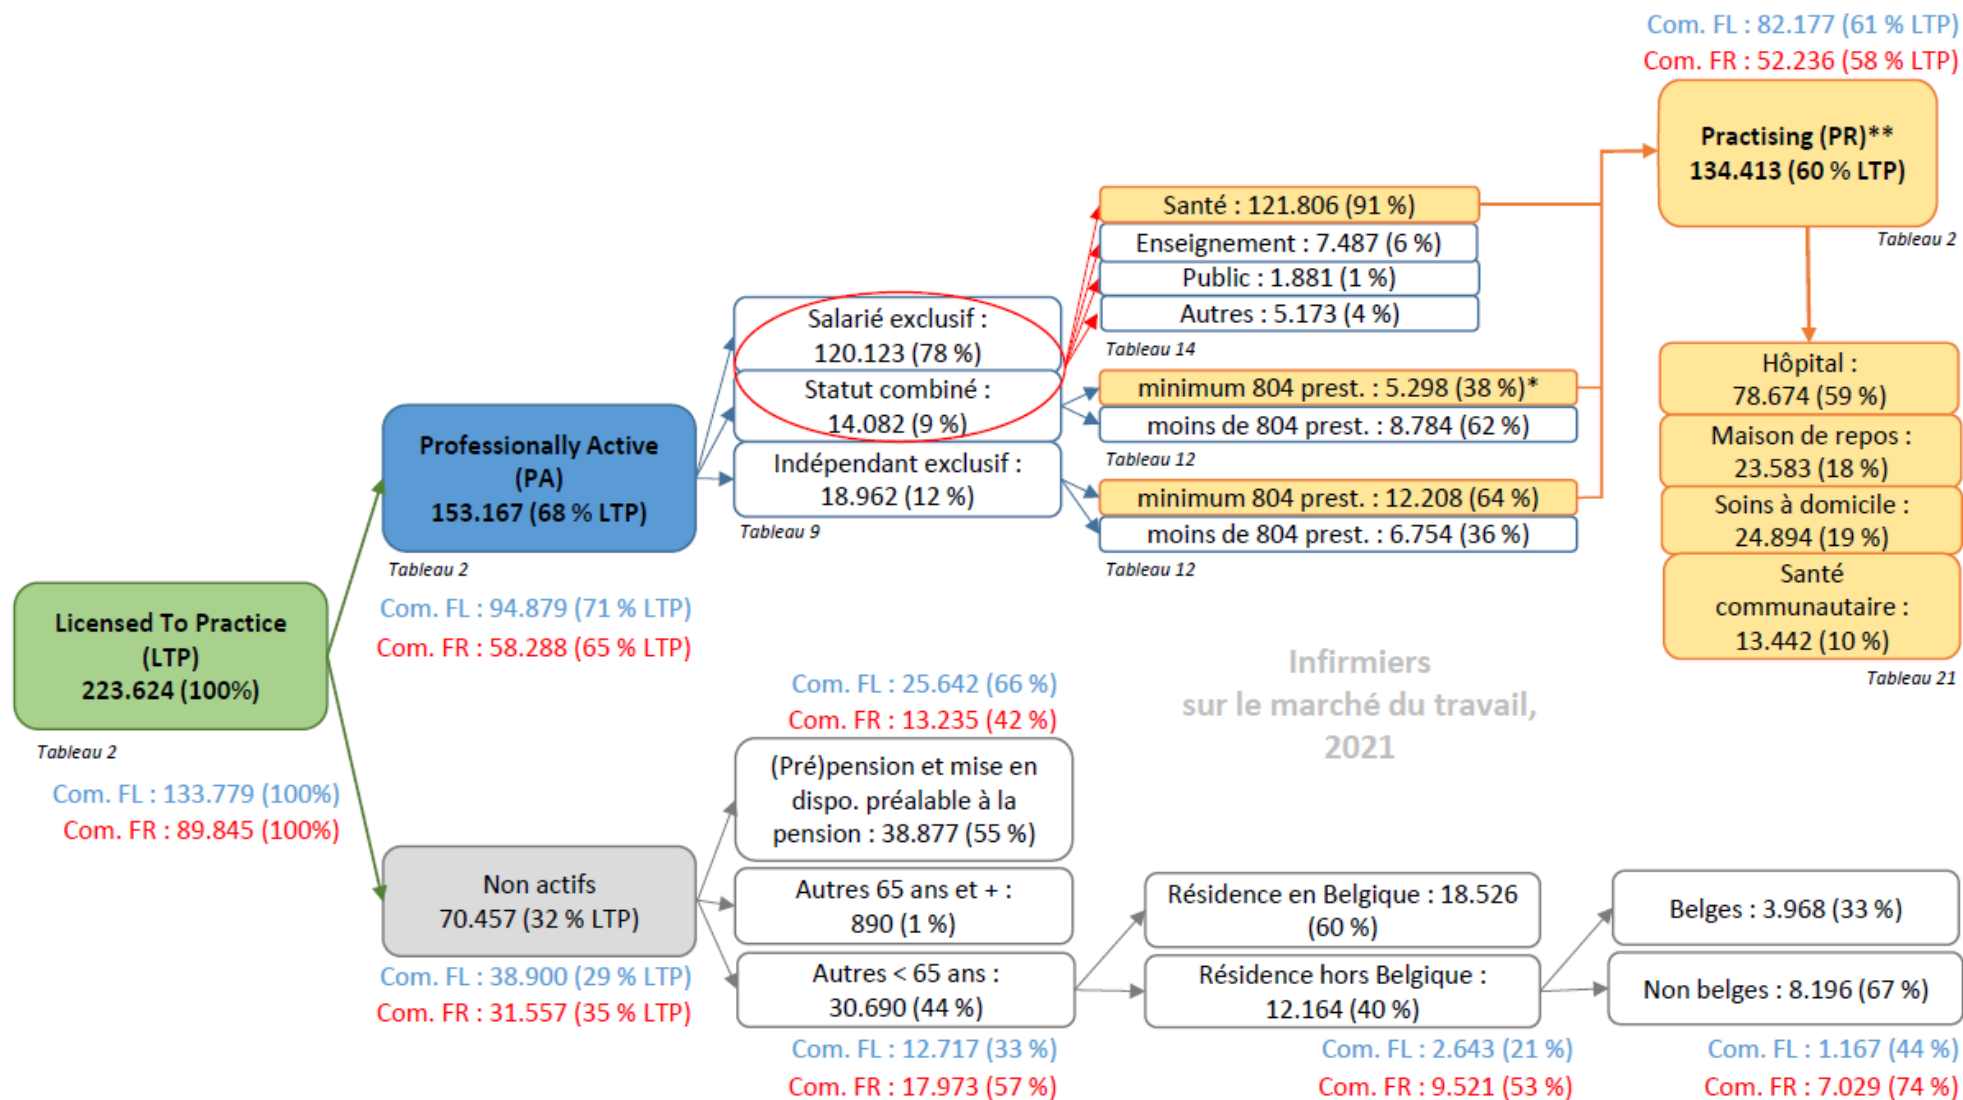 Com. FL : 82.177 (61 % LTP)
Com. FR : 52.236 (58 % LTP)
Practising (PR)**
134.413 (60 % LTP)
Tableau 2
Santé : 121.806 (91 %)
Enseignement : 7.487 (6 %)
Public : 1.881 (1 %)
Autres : 5.173 (4 %)
Tableau 14
Salarié exclusif :
120.123 (78 %)
Statut combiné :
14.082 (9 %)
Indépendant exclusif :
18.962 (12 %)
Tableau 9
minimum 804 prest. : 5.298 (38 %)*
moins de 804 prest. : 8.784 (62 %)
Tableau 12
minimum 804 prest. : 12.208 (64 %)
moins de 804 prest. : 6.754 (36 %)
Tableau 12
Hôpital :
78.674 (59 %)
Maison de repos :
23.583 (18 %)
Soins à domicile :
24.894 (19 %)
Santé
communautaire :
13.442 (10 %)
Tableau 21
Professionally Active
(PA)
153.167 (68 % LTP)
Tableau 2
Com. FL : 94.879 (71 % LTP)
Com. FR : 58.288 (65 % LTP)
Licensed To Practice
(LTP)
223.624 (100%)
Tableau 2
Com. FL : 133.779 (100%)
Com. FR : 89.845 (100%)
Infirmiers
sur le marché du travail,
2021
Com. FL : 25.642 (66 %)
Com. FR : 13.235 (42 %)
(Pré)pension et mise en
dispo. préalable à la
pension : 38.877 (55 %)
Non actifs
70.457 (32 % LTP)
Com. FL : 38.900 (29 % LTP)
Com. FR : 31.557 (35 % LTP)
Autres 65 ans et + :
890 (1 %)
Autres < 65 ans :
30.690 (44 %)
Com. FL : 12.717 (33 %)
Com. FR : 17.973 (57 %)
Résidence en Belgique : 18.526
(60 %)
Résidence hors Belgique :
12.164 (40 %)
Com. FL : 2.643 (21 %)
Com. FR : 9.521 (53 %)
Belges : 3.968 (33 %)
Non belges : 8.196 (67 %)
Com. FL : 1.167 (44 %)
Com. FR : 7.029 (74 %)